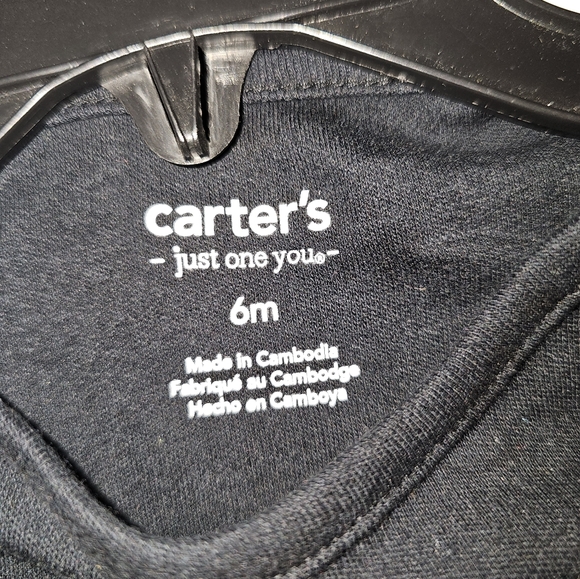 carter's
- just one you® -
6m
Made in Cambodia
Fabriqué au Cambodge
Hecho en Camboya